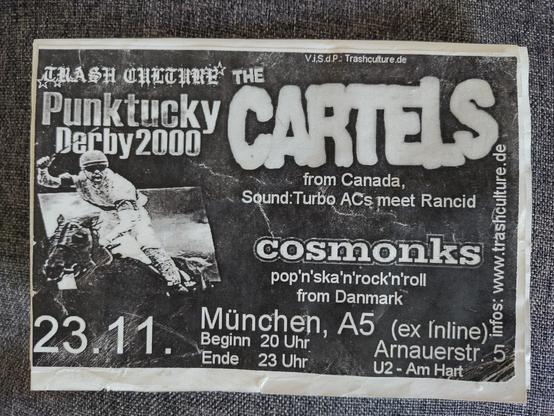 V.i.S.d.P.: Trashculture.de
TRASH CULTURE
Punktucky
Derby2000
THE
CARTELS
from Canada,
Sound:Turbo ACs meet Rancid
cosmonks
pop'n'ska'n'rock'n'roll
from Danmark
23.11.
München, A5 (ex Inline)
Beginn 20 Uhr
Ende 23 Uhr
Arnauerstr. 5
U2 - Am Hart
Infos: www.trashculture.de